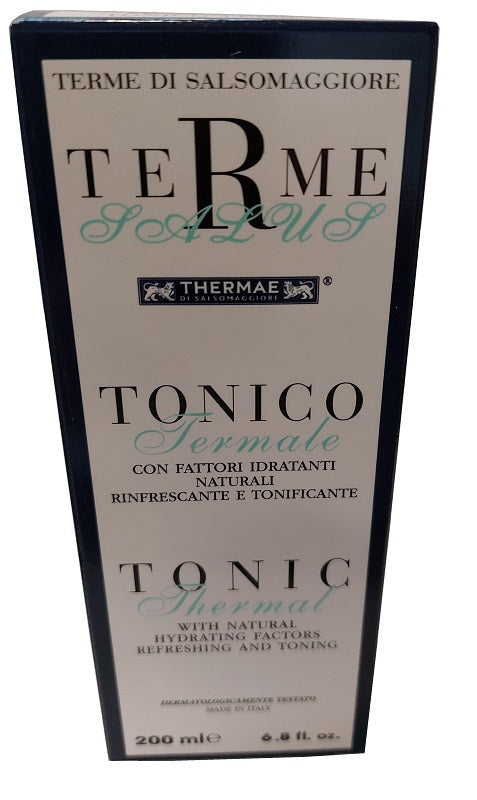 TERME DI SALSOMAGGIORE
TERME
SALUS
THERMAE®
DI SALSOMAGGIORE
TONICO
Termale
CON FATTORI IDRATANTI
NATURALI
RINFRESCANTE E TONIFICANTE
TONIC
Thermal
WITH NATURAL
HYDRATING FACTORS
REFRESHING AND TONING
DERMATOLOGICAMENTE TESTATO
MADE IN ITALY
200 ml℮ 6.8 fl. oz.